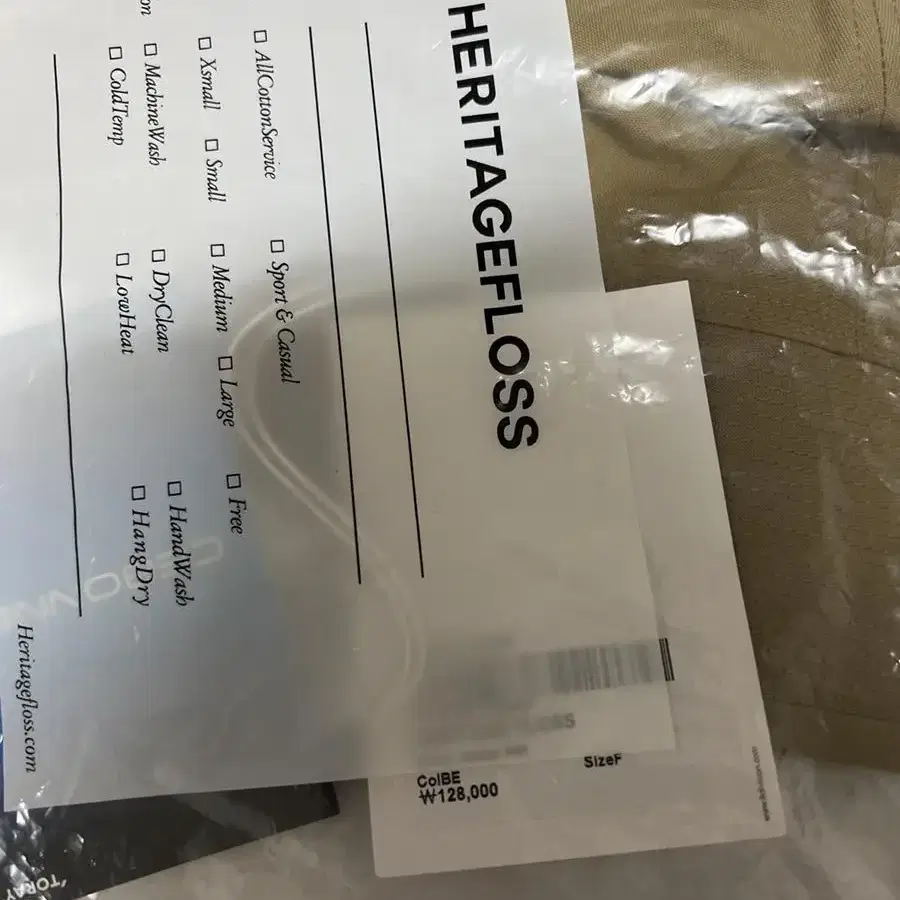 HERITAGEFLOSS
☐ AllCottonService ☐ Sport & Casual
☐ Xsmall ☐ Small ☐ Medium ☐ Large ☐ Free
☐ MachineWash ☐ DryClean ☐ HandWash
☐ ColdTemp ☐ LowHeat ☐ HangDry
Heritagefloss.com
SizeF
ColBE
₩128,000
"TORAY